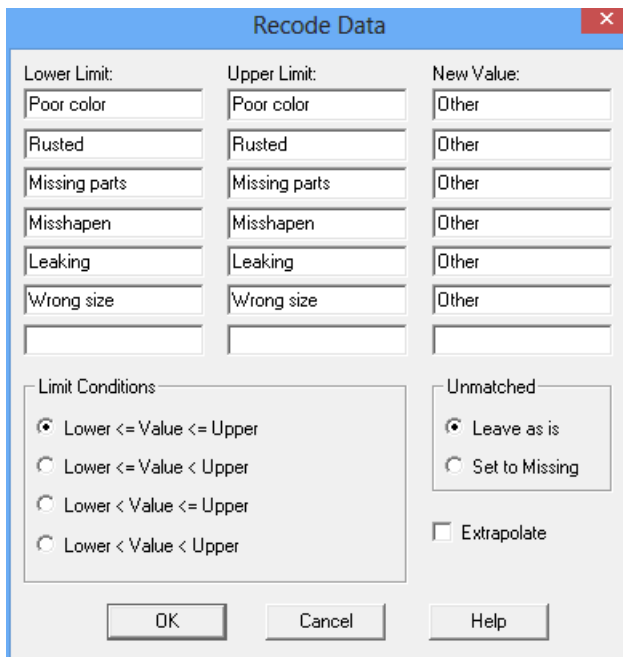 Recode Data
Lower Limit: Upper Limit: New Value:
Poor color Poor color Other
Rusted Rusted Other
Missing parts Missing parts Other
Misshapen Misshapen Other
Leaking Leaking Other
Wrong size Wrong size Other
Limit Conditions
Lower <= Value <= Upper
Lower <= Value < Upper
Lower < Value <= Upper
Lower < Value < Upper
Unmatched
Leave as is
Set to Missing
Extrapolate
OK Cancel Help